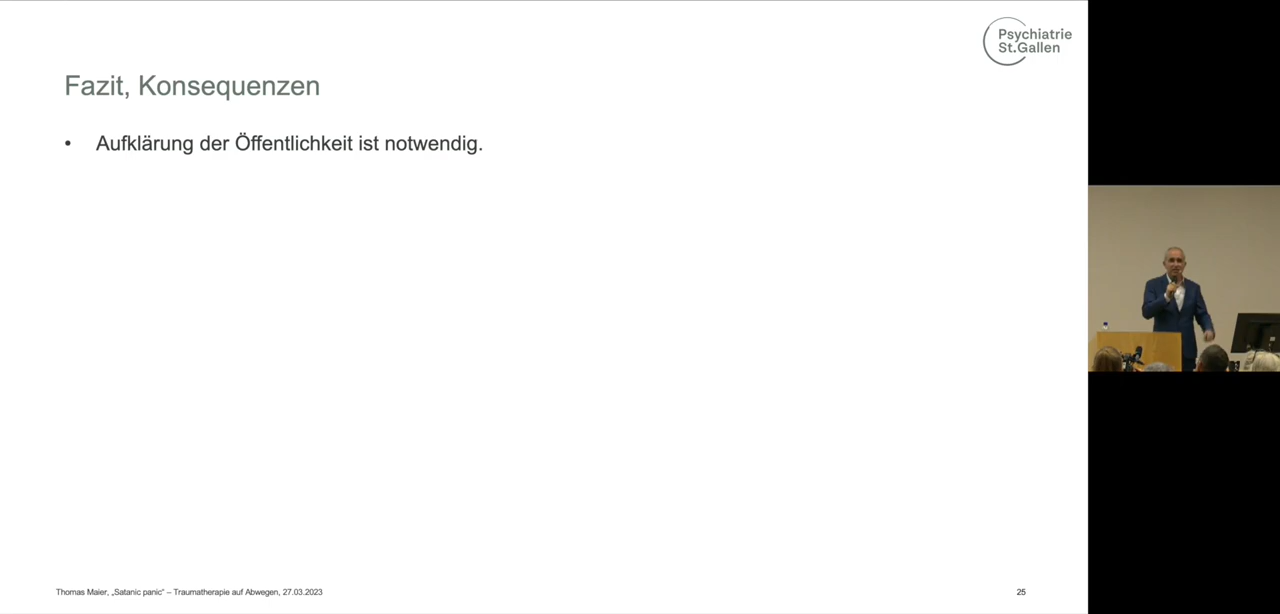 Psychiatrie
St.Gallen
Fazit, Konsequenzen
• Aufklärung der Öffentlichkeit ist notwendig.
Thomas Maier, „Satanic panic“ – Traumatherapie auf Abwegen, 27.03.2023
25